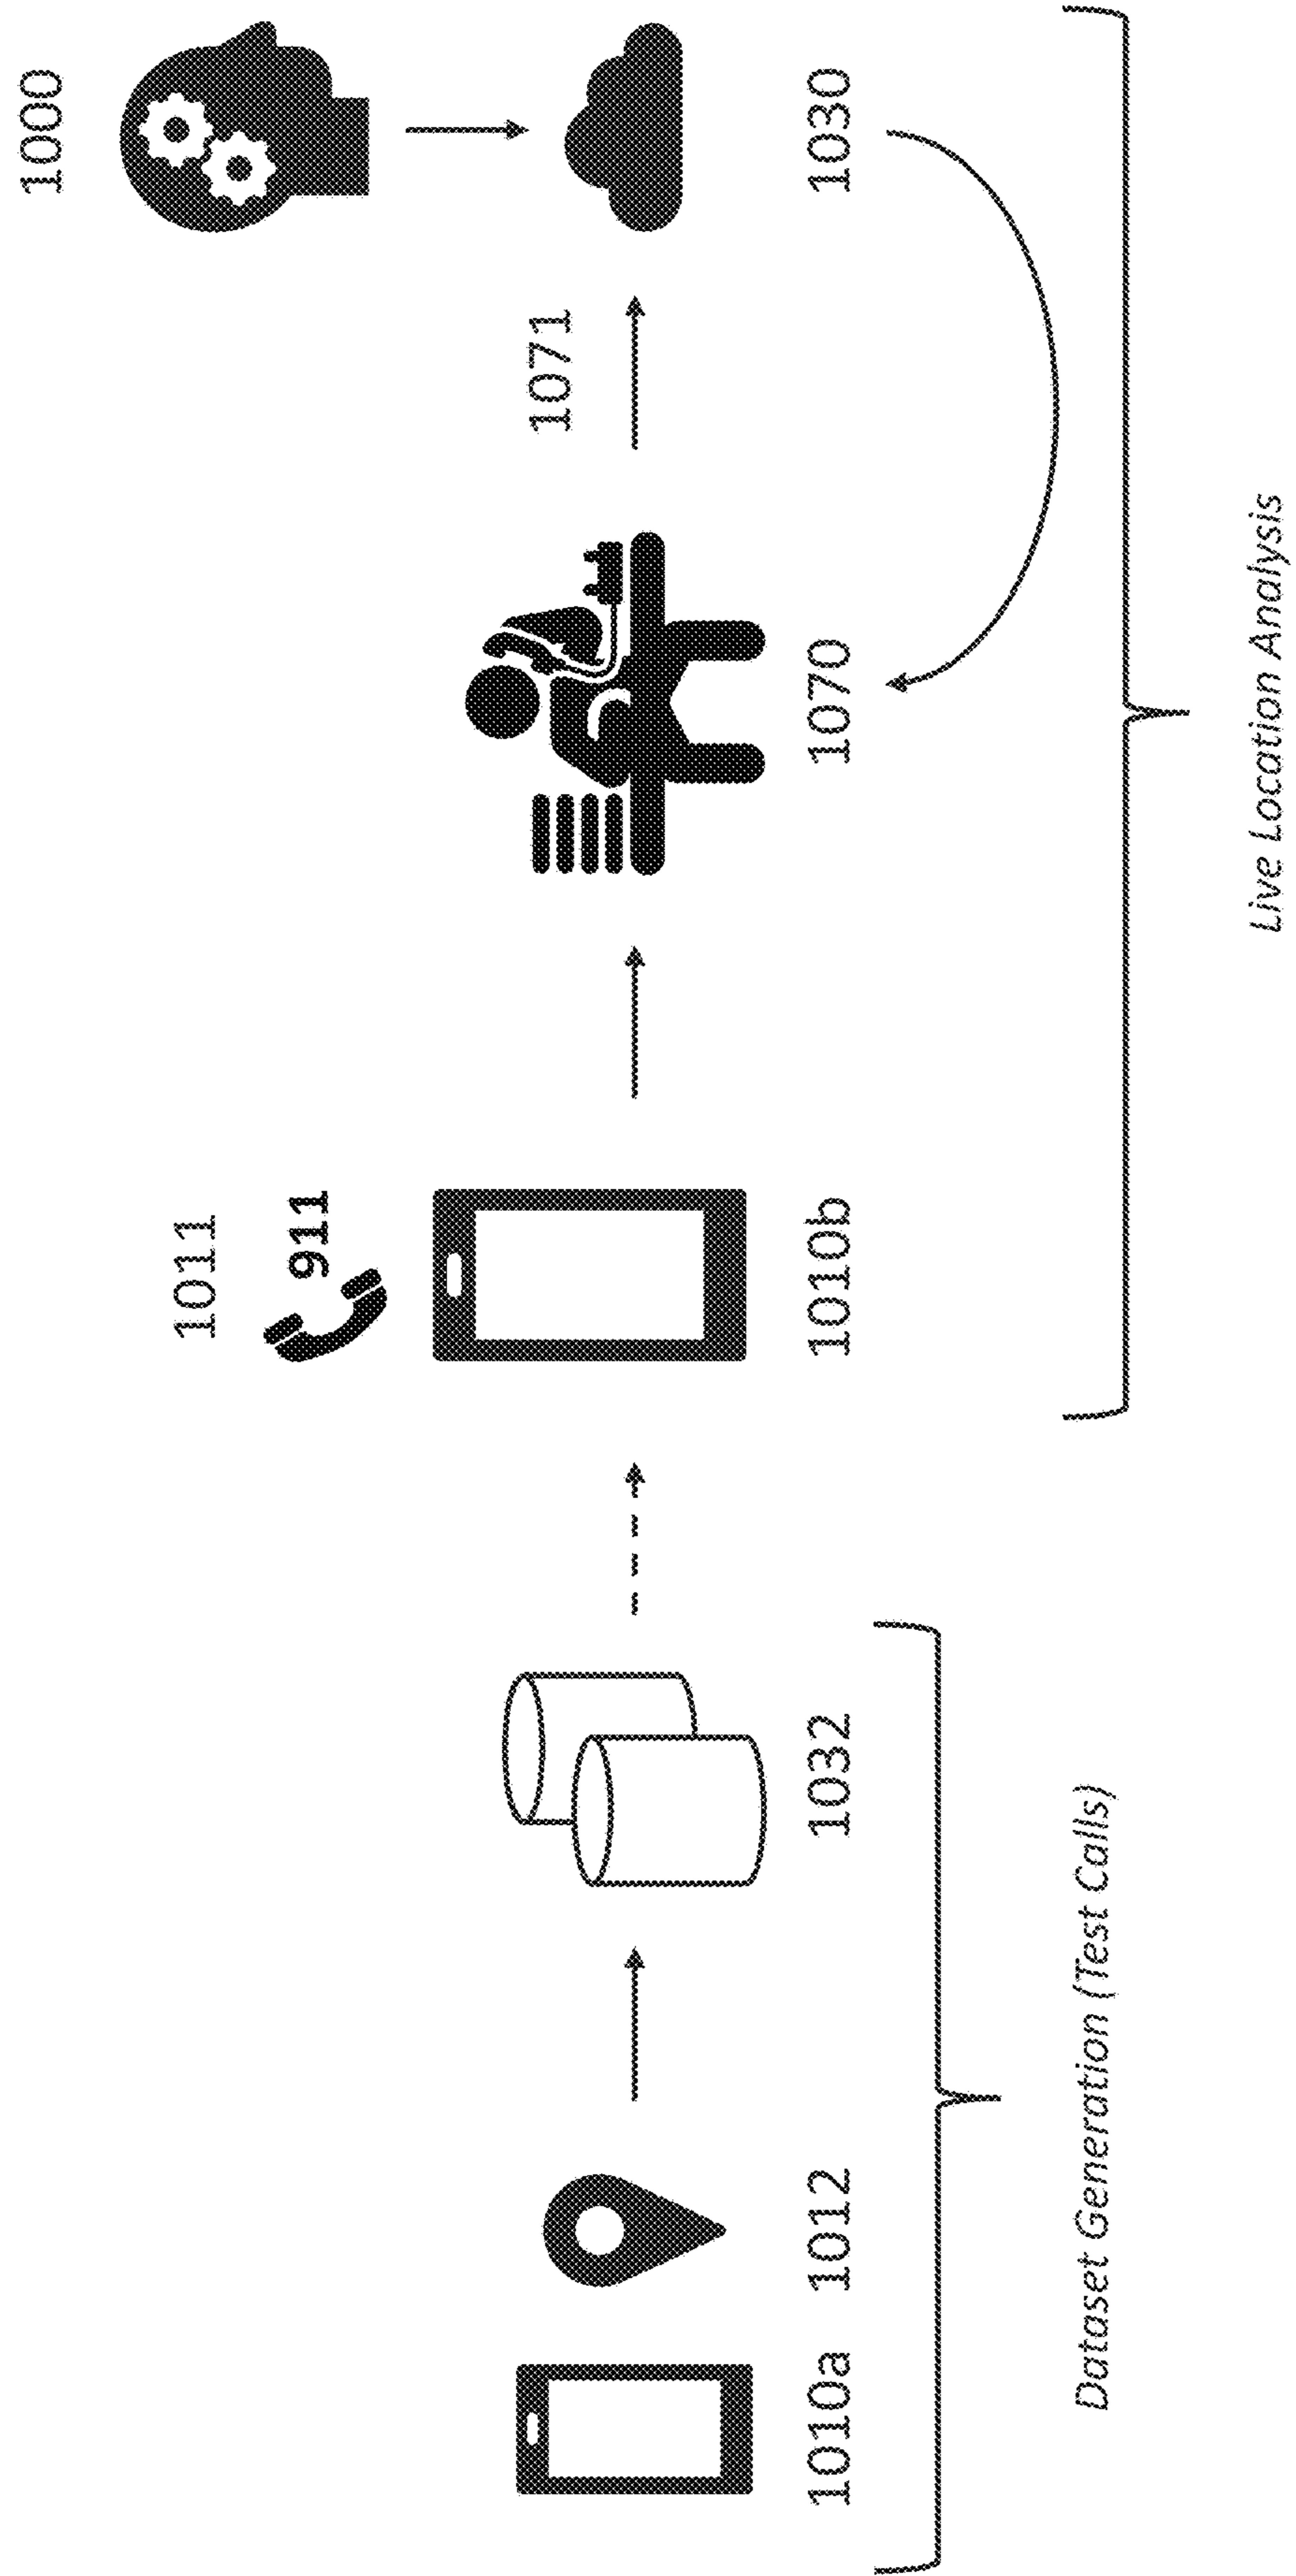 1000
1011
911
1071
1010a
1012
1032
1010b
1070
1030
Dataset Generation (Test Calls)
Live Location Analysis